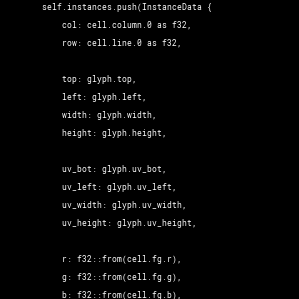 self.instances.push(InstanceData {
col: cell.column.0 as f32,
row: cell.line.0 as f32,
top: glyph.top,
left: glyph.left,
width: glyph.width,
height: glyph.height,
uv_bot: glyph.uv_bot,
uv_left: glyph.uv_left,
uv_width: glyph.uv_width,
uv_height: glyph.uv_height,
r: f32::from(cell.fg.r),
g: f32::from(cell.fg.g),
b: f32::from(cell.fg.b),